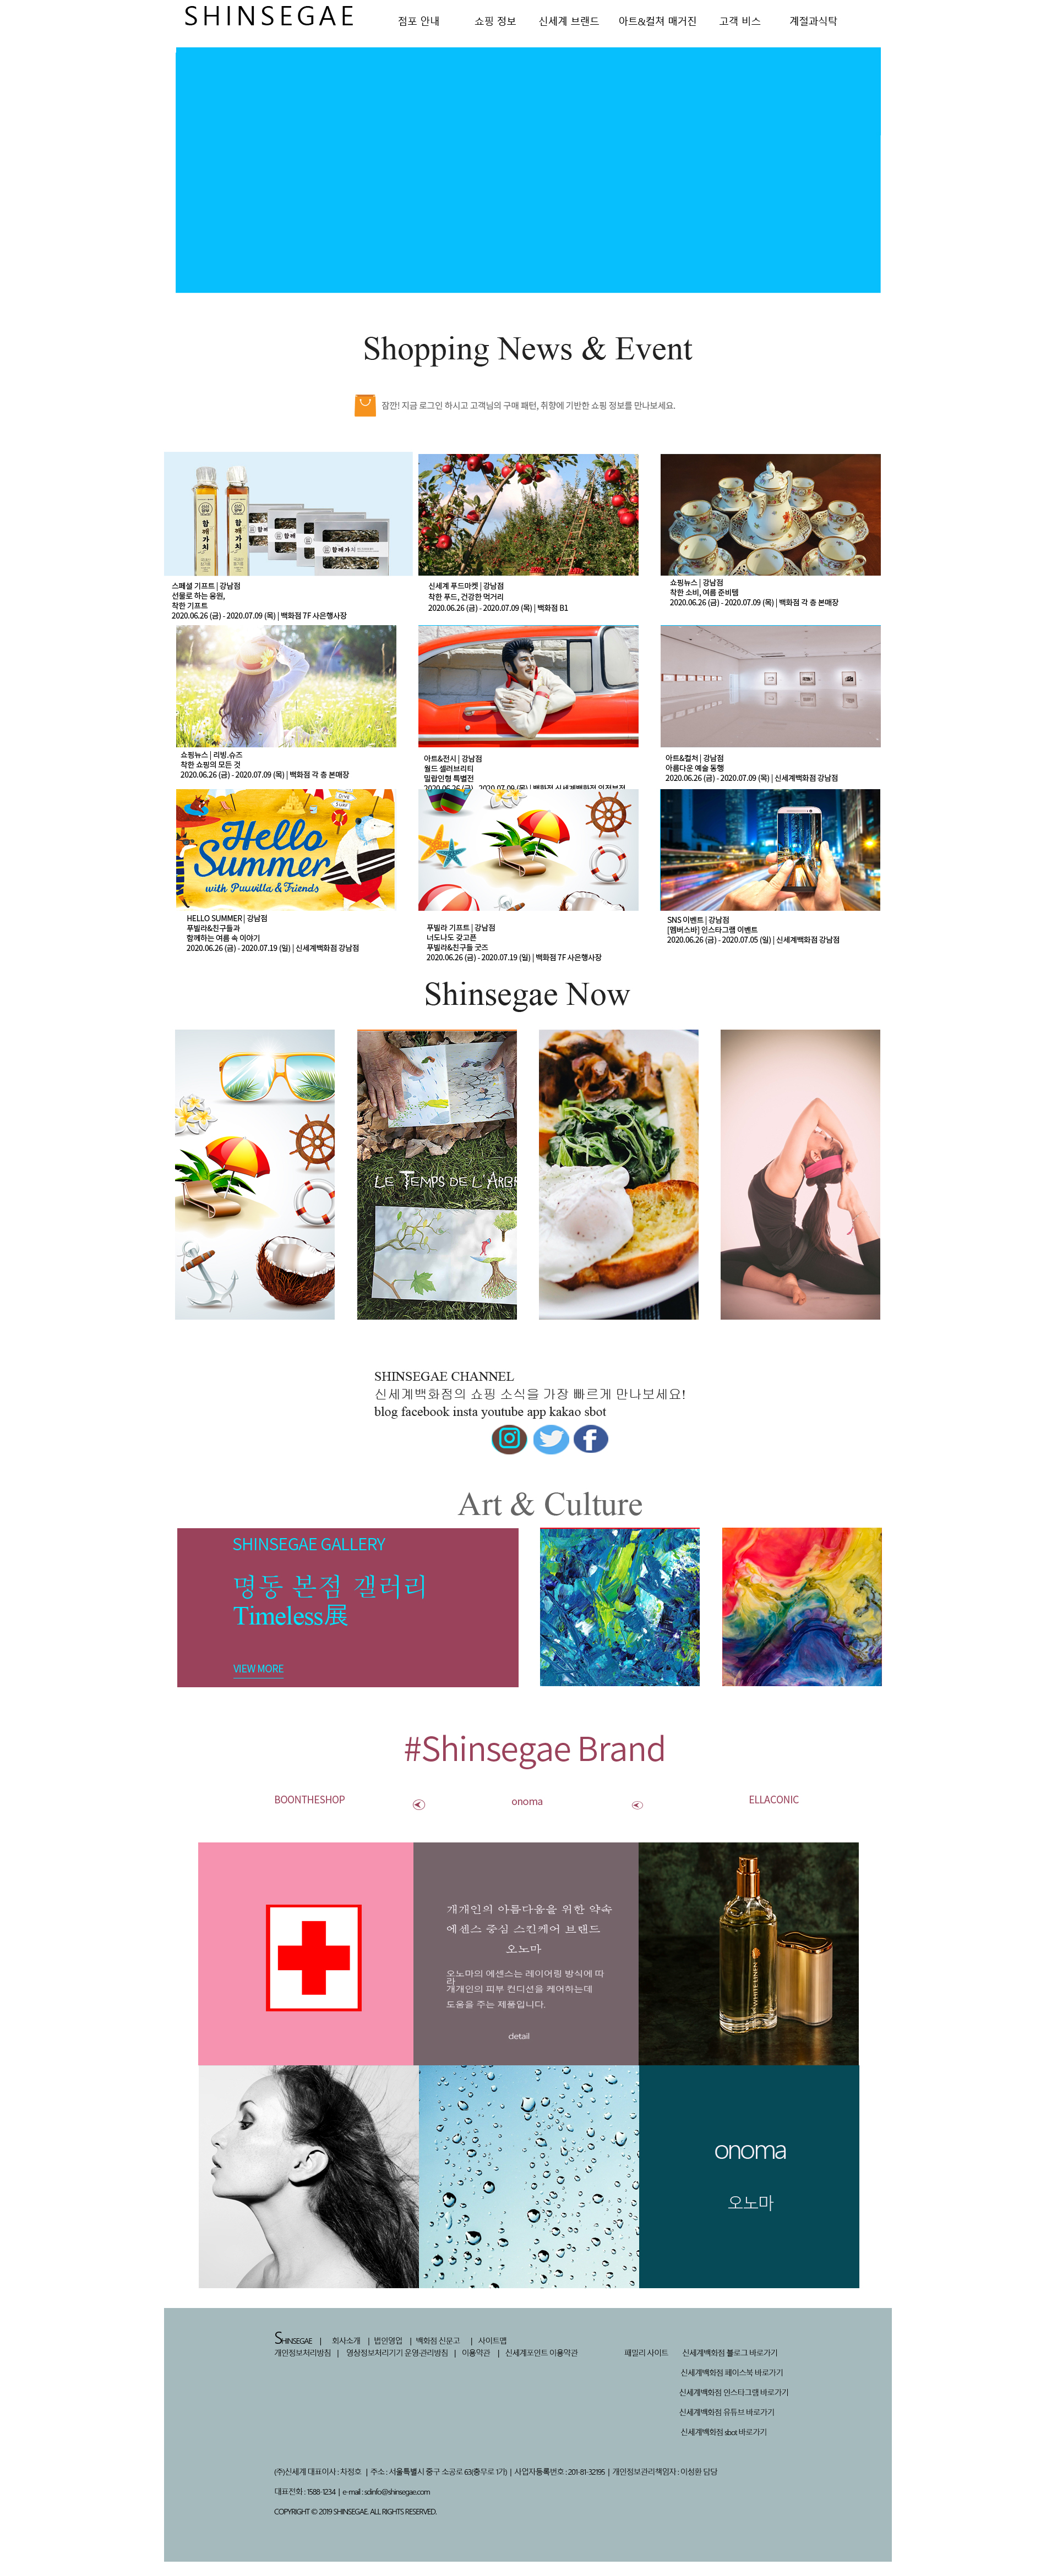 SHINSEGAE
점포 안내 쇼핑 정보 신세계 브랜드 아트&컬쳐 매거진 고객 비스 계절과식탁
Shopping News & Event
잠깐! 지금 로그인 하시고 고객님의 구매 패턴, 취향에 기반한 쇼핑 정보를 만나보세요.
함께가치
함께가치
스페셜 기프트 | 강남점
선물로 하는 응원,
착한 기프트
2020.06.26 (금) - 2020.07.09 (목) | 백화점 7F 사은행사장
신세계 푸드마켓 | 강남점
착한 푸드, 건강한 먹거리
2020.06.26 (금) - 2020.07.09 (목) | 백화점 B1
쇼핑뉴스 | 강남점
착한 소비, 여름 준비템
2020.06.26 (금) - 2020.07.09 (목) | 백화점 각 층 본매장
쇼핑뉴스 | 리빙.슈즈
착한 쇼핑의 모든 것
2020.06.26 (금) - 2020.07.09 (목) | 백화점 각 층 본매장
아트&전시 | 강남점
월드 셀러브리티
밀랍인형 특별전
2020.06.26 (금) - 2020.07.09 (목) | 백화점 신세계백화점
아트&컬처 | 강남점
아름다운 예술 동행
2020.06.26 (금) - 2020.07.09 (목) | 신세계백화점 강남점
DIVE
SURF
Hello
Summer
with Puuvilla & Friends
HELLO SUMMER | 강남점
푸빌라&친구들과
함께하는 여름 속 이야기
2020.06.26 (금) - 2020.07.19 (일) | 신세계백화점 강남점
푸빌라 기프트 | 강남점
너도나도 갖고픈
푸빌라&친구들 굿즈
2020.06.26 (금) - 2020.07.19 (일) | 백화점 7F 사은행사장
SNS 이벤트 | 강남점
[멤버스바] 인스타그램 이벤트
2020.06.26 (금) - 2020.07.05 (일) | 신세계백화점 강남점
Shinsegae Now
LE TEMPS DE L'ARBR
SHINSEGAE CHANNEL
신세계백화점의 쇼핑 소식을 가장 빠르게 만나보세요!
blog facebook insta youtube app kakao sbot
Art & Culture
SHINSEGAE GALLERY
명동 본점 갤러리
Timeless展
VIEW MORE
#Shinsegae Brand
BOONTHESHOP onoma ELLACONIC
개개인의 아름다움을 위한 약속
에센스 중심 스킨케어 브랜드
오노마
오노마의 에센스는 레이어링 방식에 따
라
개개인의 피부 컨디션을 케어하는데
도움을 주는 제품입니다.
detail
WHITE LINEN
onoma
오노마
SHINSEGAE | 회사소개 | 법인영업 | 백화점 신문고 | 사이트맵
개인정보처리방침 | 영상정보처리기기 운영·관리방침 | 이용약관 | 신세계포인트 이용약관
패밀리 사이트 신세계백화점 블로그 바로가기
신세계백화점 페이스북 바로가기
신세계백화점 인스타그램 바로가기
신세계백화점 유튜브 바로가기
신세계백화점 sbot 바로가기
(주)신세계 대표이사 : 차정호 | 주소 : 서울특별시 중구 소공로 63(충무로 1가) | 사업자등록번호 : 201-81-32195 | 개인정보관리책임자 : 이성환 담당
대표전화 : 1588-1234 | e-mail : sdinfo@shinsegae.com
COPYRIGHT © 2019 SHINSEGAE. ALL RIGHTS RESERVED.